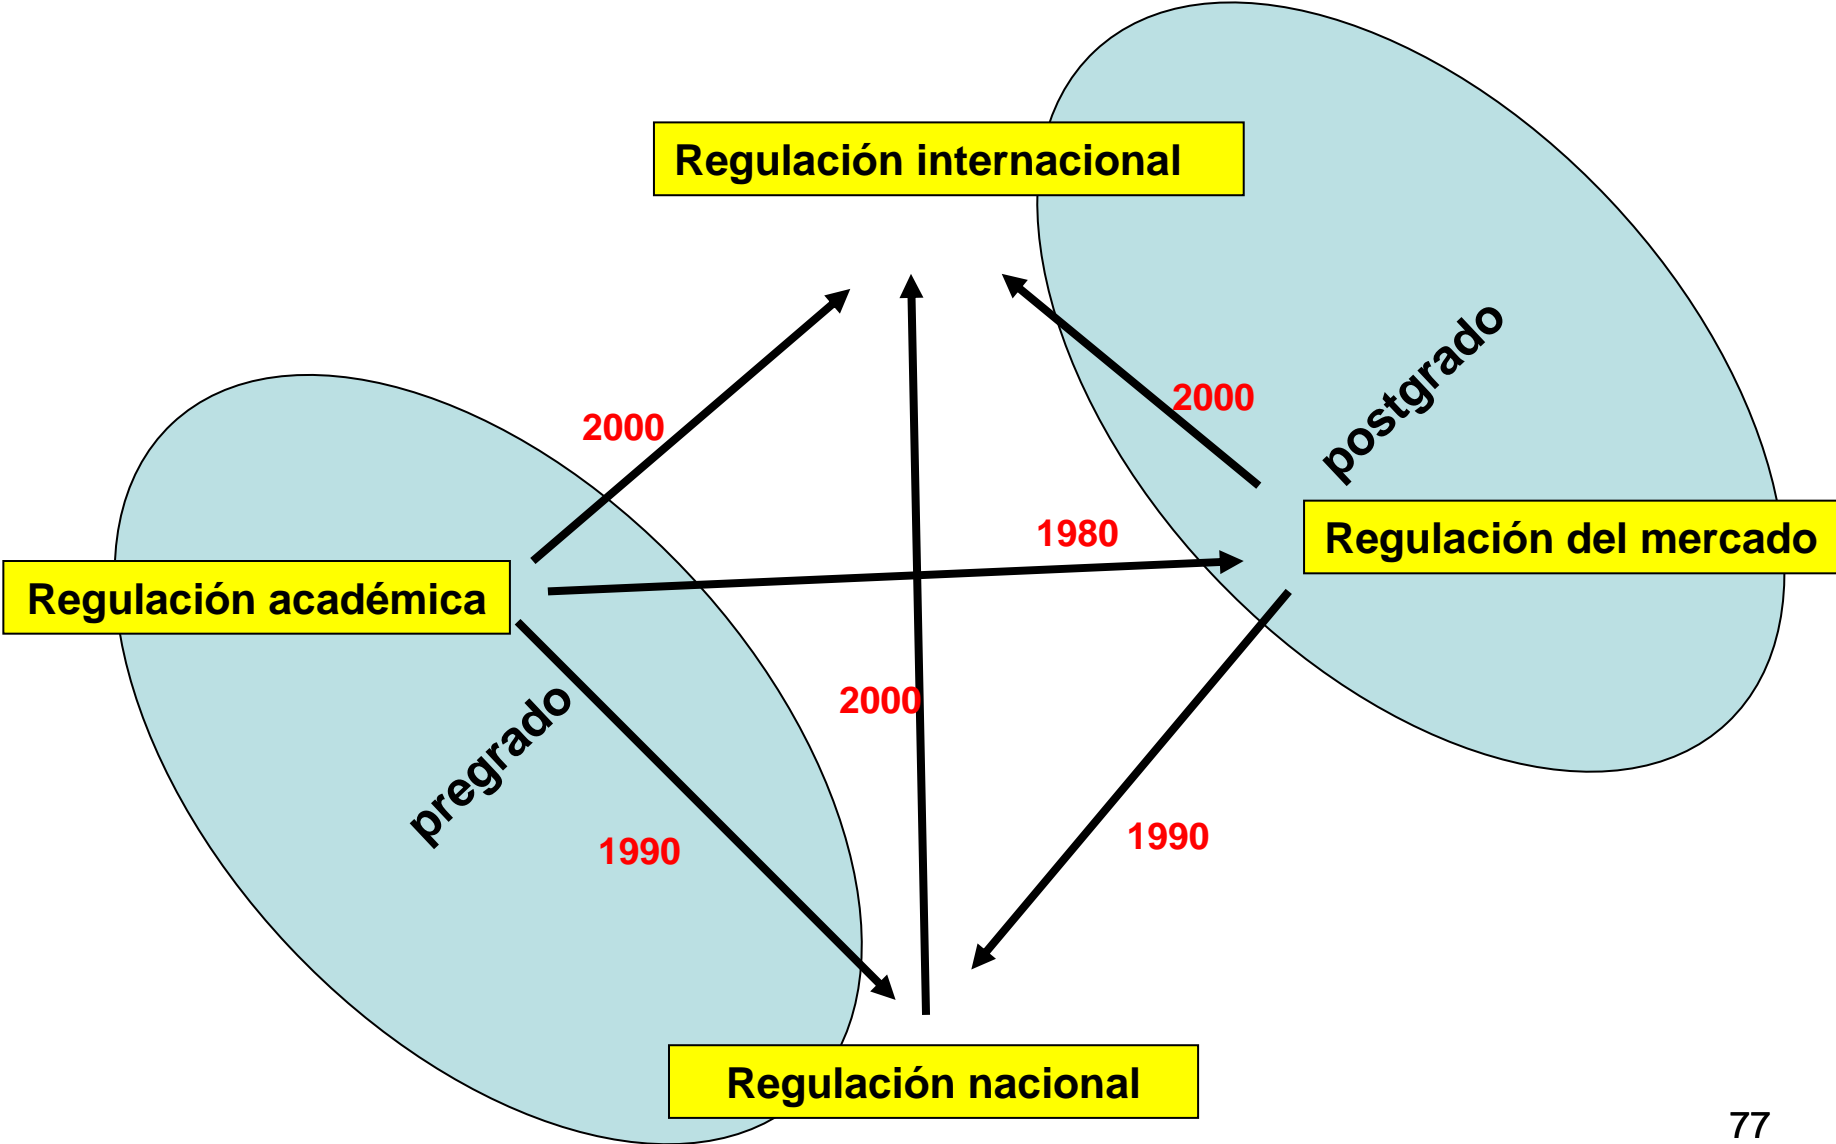 Regulación internacional
postgrado
2000
2000
1980
Regulación del mercado
Regulación académica
pregrado
2000
1990
1990
Regulación nacional
77